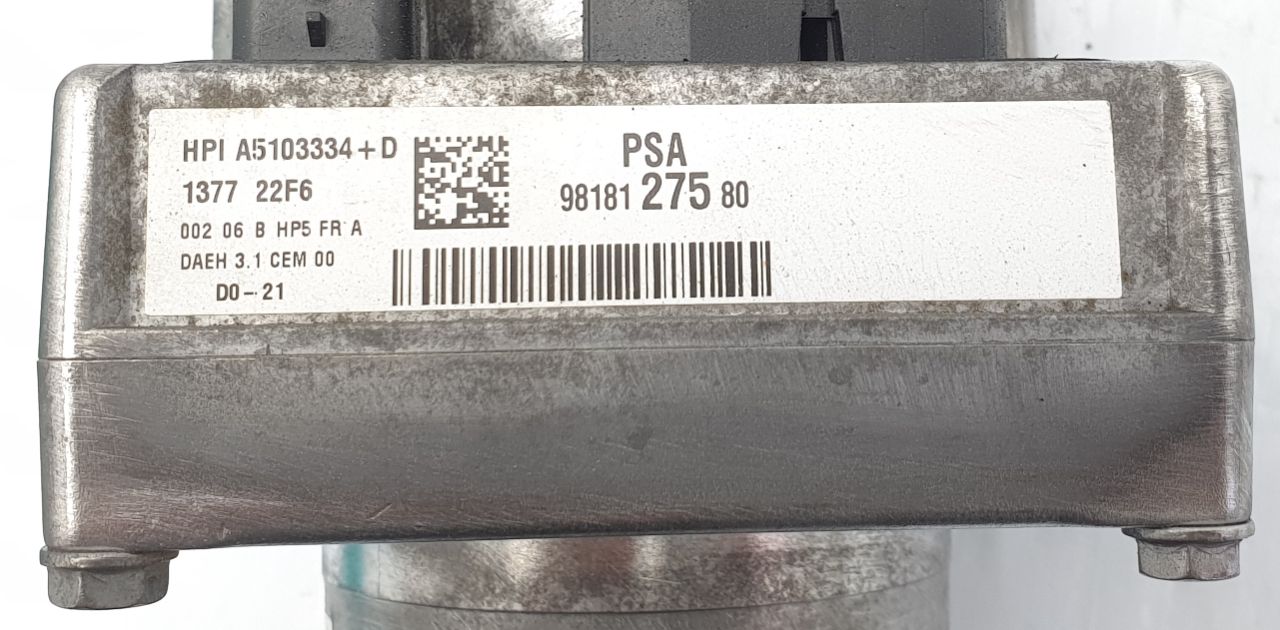 HPI A5103334+D
1377 22F6
002 06 B HP5 FR A
DAEH 3.1 CEM 00
D0-21
PSA
98181 275 80